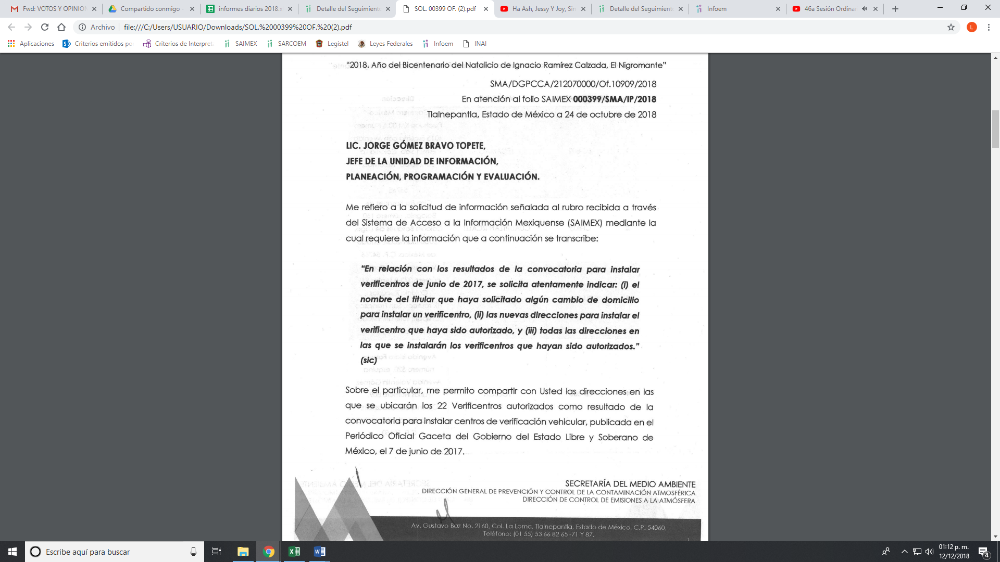 Fwd: VOTOS Y OPINION
Compartido conmigo -
informes diarios 2018.x
Detalle del Seguimiento
SOL. 00399 OF. (2).pdf
Ha Ash, Jessy Y Joy, Sin
Detalle del Seguimiento
Infoem
46a Sesión Ordinar
Archivo
file:///C:/Users/USUARIO/Downloads/SOL.%2000399%20OF.%20(2).pdf
L
Aplicaciones
Criterios emitidos po
Criterios de Interpret
SAIMEX
SARCOEM
Legistel
Leyes Federales
Infoem
INAI
"2018. Año del Bicentenario del Natalicio de Ignacio Ramírez Calzada, El Nigromante"
SMA/DGPCCA/212070000/Of.10909/2018
En atención al folio SAIMEX 000399/SMA/IP/2018
Tlalnepantla, Estado de México a 24 de octubre de 2018
LIC. JORGE GÓMEZ BRAVO TOPETE,
JEFE DE LA UNIDAD DE INFORMACIÓN,
PLANEACIÓN, PROGRAMACIÓN Y EVALUACIÓN.
Me refiero a la solicitud de información señalada al rubro recibida a través
del Sistema de Acceso a la Información Mexiquense (SAIMEX) mediante la
cual requiere la información que a continuación se transcribe:
"En relación con los resultados de la convocatoria para instalar
verificentros de junio de 2017, se solicita atentamente indicar: (i) el
nombre del titular que haya solicitado algún cambio de domicilio
para instalar un verificentro, (ii) las nuevas direcciones para instalar el
verificentro que haya sido autorizado, y (iii) todas las direcciones en
las que se instalarán los verificentros que hayan sido autorizados."
(sic)
Sobre el particular, me permito compartir con Usted las direcciones en las
que se ubicarán los 22 Verificentros autorizados como resultado de la
convocatoria para instalar centros de verificación vehicular, publicada en el
Periódico Oficial Gaceta del Gobierno del Estado Libre y Soberano de
México, el 7 de junio de 2017.
SECRETARÍA DEL MEDIO AMBIENTE
DIRECCIÓN GENERAL DE PREVENCIÓN Y CONTROL DE LA CONTAMINACIÓN ATMOSFÉRICA
DIRECCIÓN DE CONTROL DE EMISIONES A LA ATMÓSFERA
Av. Gustavo Baz No. 2160, Col. La Loma, Tlalnepantla, Estado de México, C.P. 54060,
Teléfono: (01 55) 53 66 82 65 -71 Y 87.
Escribe aquí para buscar
01:12 p. m.
12/12/2018
4